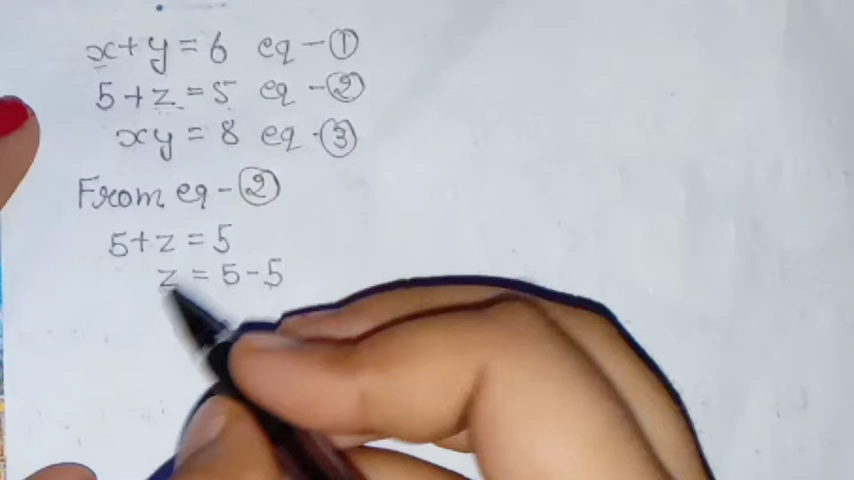 x+y=6 eq-①
5+z=5 eq-②
xy=8 eq-③
From eq-②
5+z=5
z=5-5